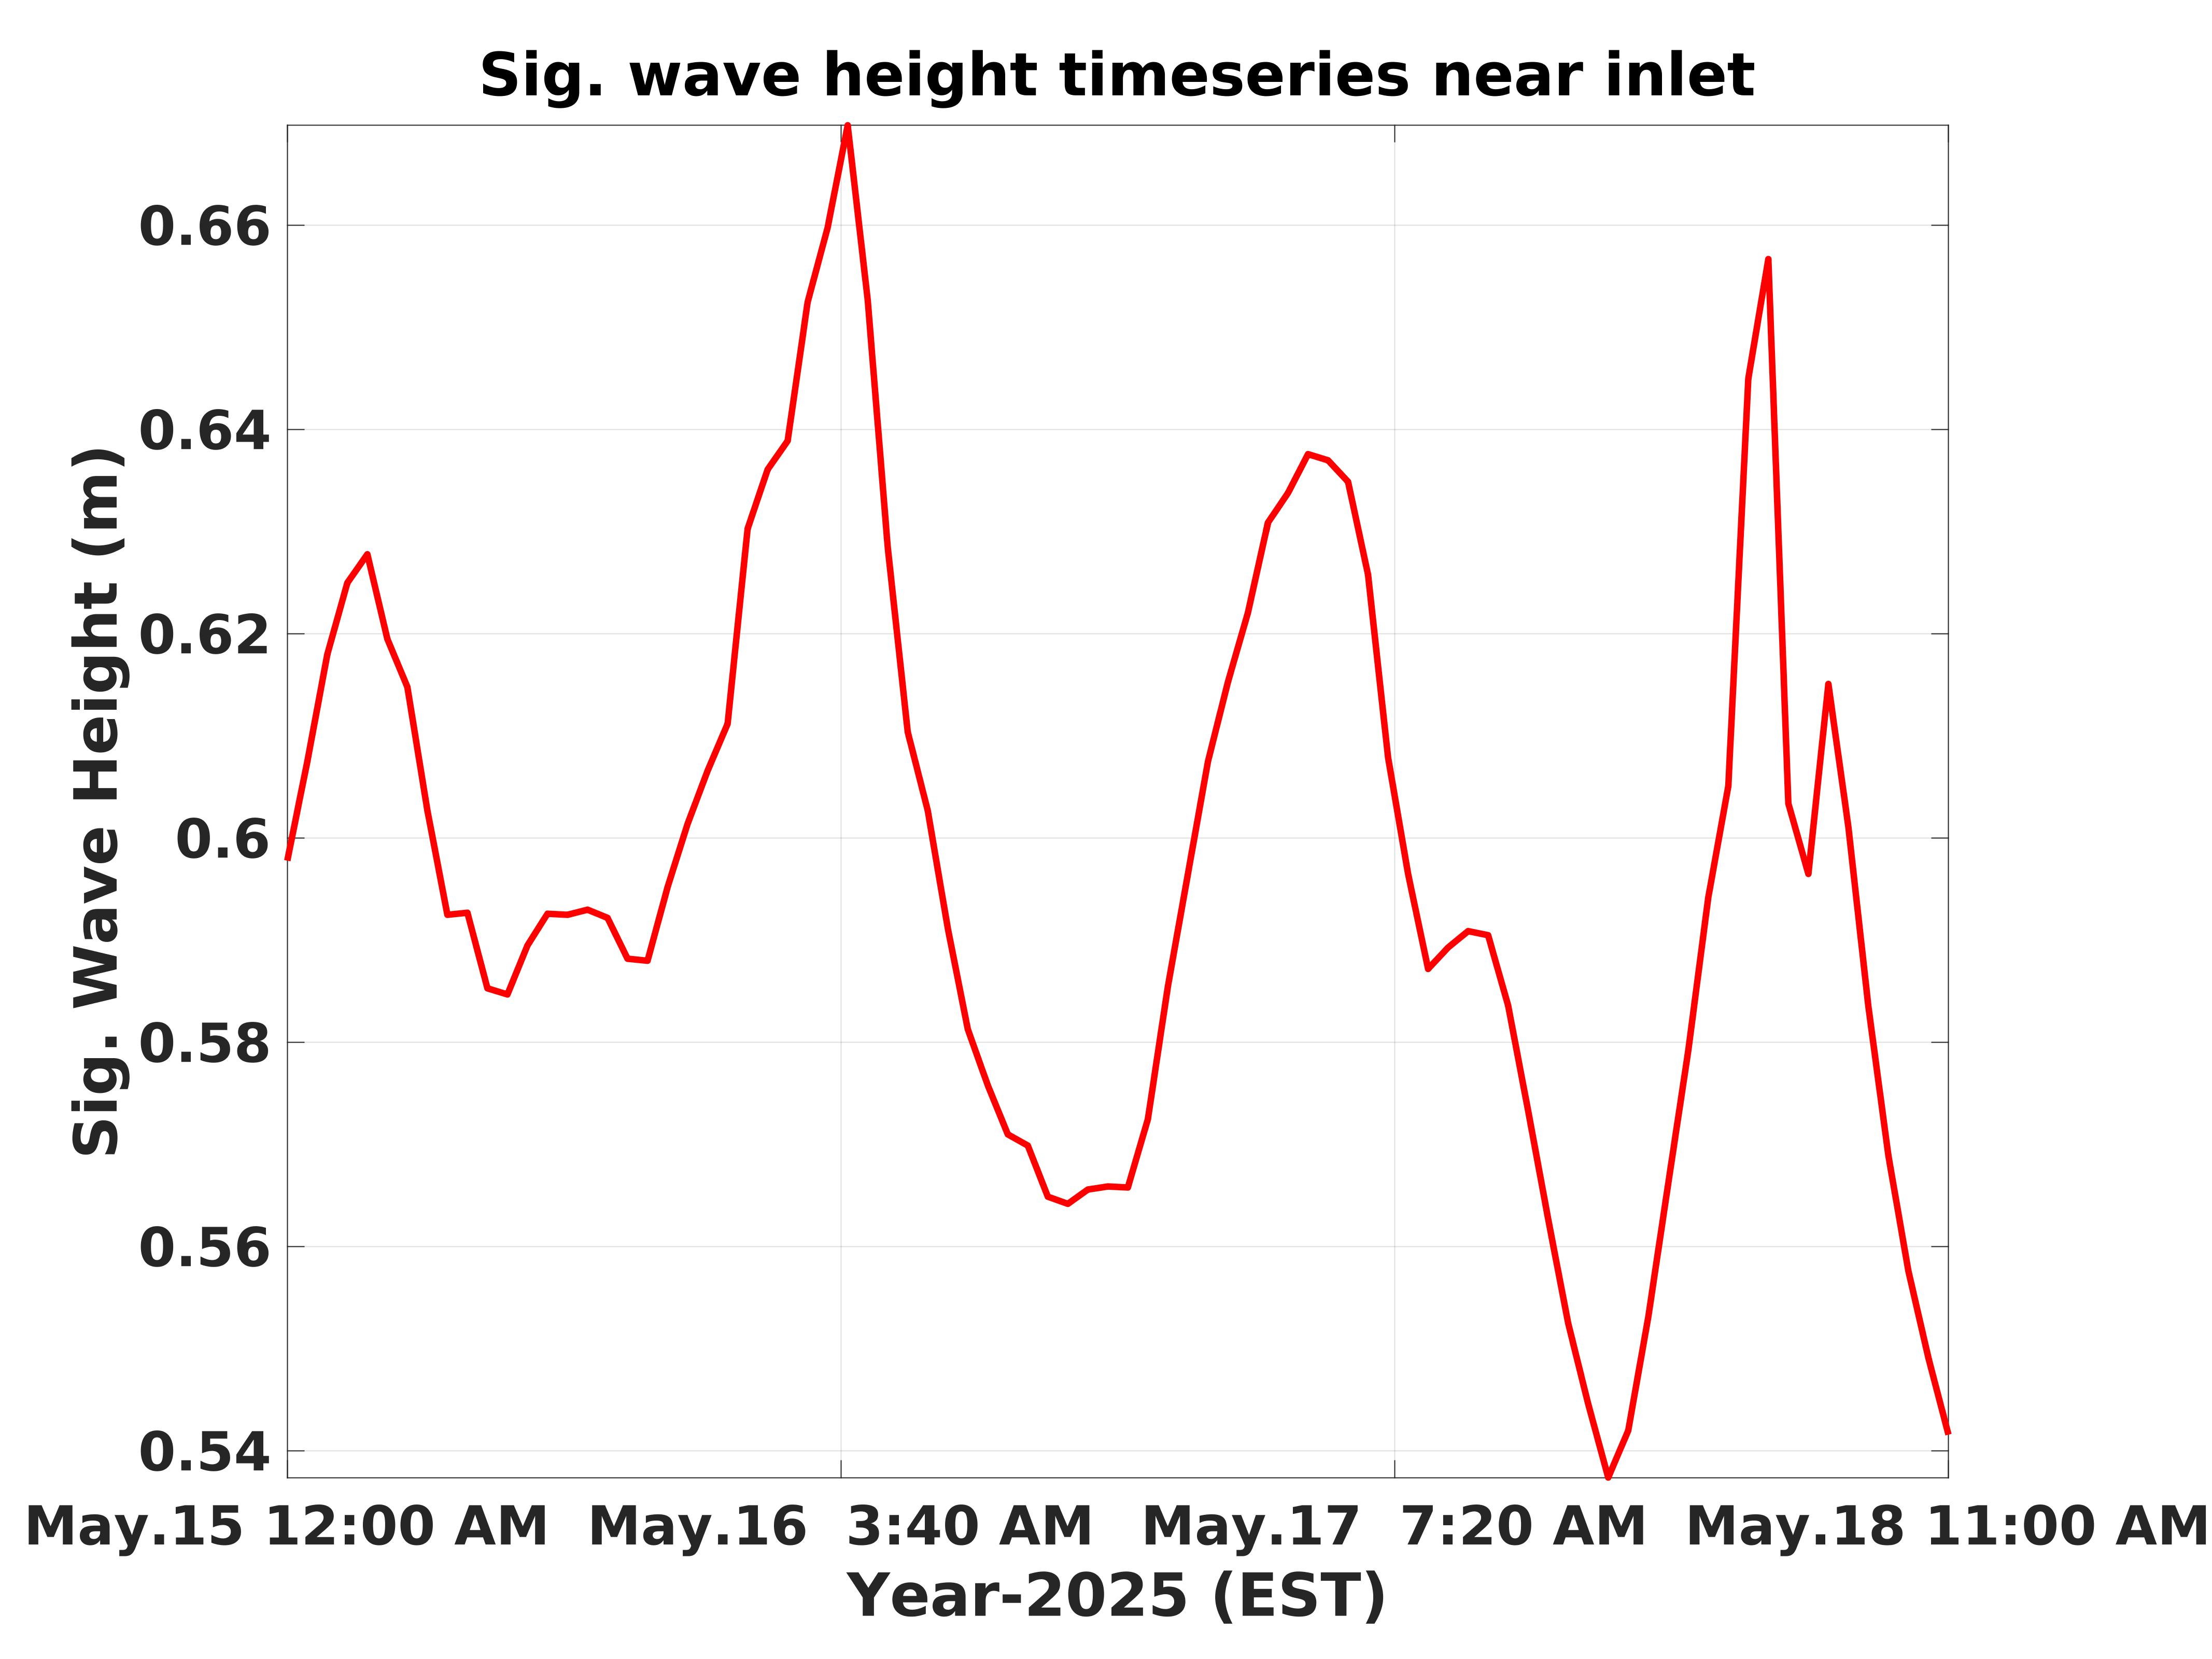 Sig. wave height timeseries near inlet
Sig. Wave Height (m)
0.66
0.64
0.62
0.6
0.58
0.56
0.54
May.15 12:00 AM May.16 3:40 AM May.17 7:20 AM May.18 11:00 AM
Year-2025 (EST)